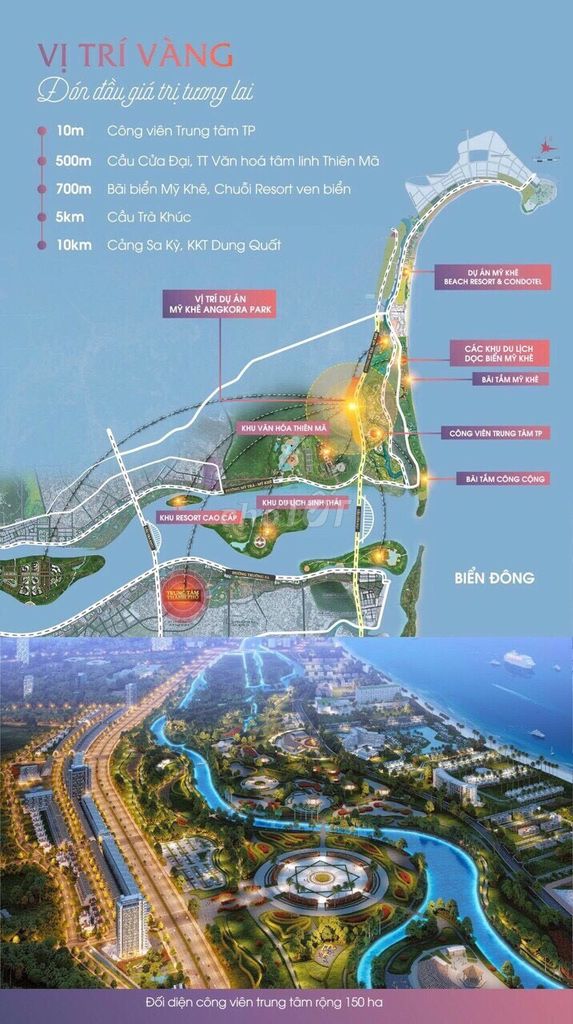 VỊ TRÍ VÀNG
Đón đầu giá thị tương lai
10m Công viên Trung tâm TP
500m Cầu Cửa Đại, TT Văn hoá tâm linh Thiên Mã
700m Bãi biển Mỹ Khê, Chuỗi Resort ven biển
5km Cầu Trà Khúc
10km Cảng Sa Kỳ, KKT Dung Quất
DỰ ÁN MỸ KHÊ
BEACH RESORT & CONDOTEL
VỊ TRÍ DỰ ÁN
MỸ KHÊ ANGKORA PARK
CÁC KHU DU LỊCH
DỌC BIỂN MỸ KHÊ
BÃI TẮM MỸ KHÊ
KHU VĂN HÓA THIÊN MÃ
CÔNG VIÊN TRUNG TÂM TP
BÃI TẮM CÔNG CỘNG
KHU DU LỊCH SINH THÁI
KHU RESORT CAO CẤP
BIỂN ĐÔNG
TRUNG TÂM
THÀNH PHỐ
Đối diện công viên trung tâm rộng 150 ha